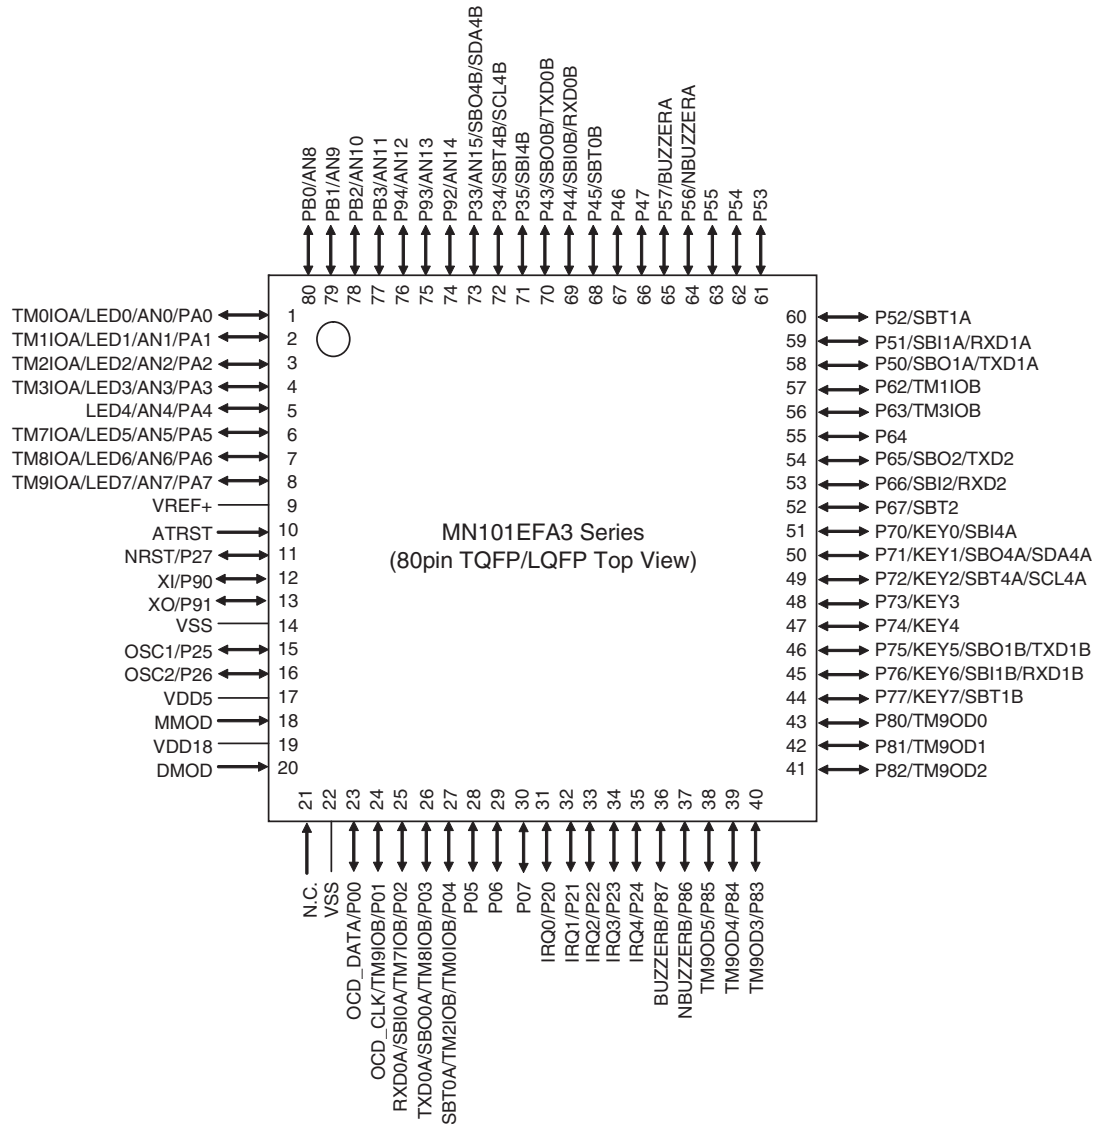 PB0/AN8
PB1/AN9
PB2/AN10
PB3/AN11
P94/AN12
P93/AN13
P92/AN14
P33/AN15/SBO4B/SDA4B
P34/SBT4B/SCL4B
P35/SBI4B
P43/SBO0B/TXD0B
P44/SBI0B/RXD0B
P45/SBT0B
P46
P47
P57/BUZZERA
P56/NBUZZERA
P55
P54
P53
80
79
78
77
76
75
74
73
72
71
70
69
68
67
66
65
64
63
62
61
TM0IOA/LED0/AN0/PA0 1
TM1IOA/LED1/AN1/PA1 2
TM2IOA/LED2/AN2/PA2 3
TM3IOA/LED3/AN3/PA3 4
LED4/AN4/PA4 5
TM7IOA/LED5/AN5/PA5 6
TM8IOA/LED6/AN6/PA6 7
TM9IOA/LED7/AN7/PA7 8
VREF+ 9
ATRST 10
NRST/P27 11
XI/P90 12
XO/P91 13
VSS 14
OSC1/P25 15
OSC2/P26 16
VDD5 17
MMOD 18
VDD18 19
DMOD 20
MN101EFA3 Series
(80pin TQFP/LQFP Top View)
60 P52/SBT1A
59 P51/SBI1A/RXD1A
58 P50/SBO1A/TXD1A
57 P62/TM1IOB
56 P63/TM3IOB
55 P64
54 P65/SBO2/TXD2
53 P66/SBI2/RXD2
52 P67/SBT2
51 P70/KEY0/SBI4A
50 P71/KEY1/SBO4A/SDA4A
49 P72/KEY2/SBT4A/SCL4A
48 P73/KEY3
47 P74/KEY4
46 P75/KEY5/SBO1B/TXD1B
45 P76/KEY6/SBI1B/RXD1B
44 P77/KEY7/SBT1B
43 P80/TM9OD0
42 P81/TM9OD1
41 P82/TM9OD2
21
22
23
24
25
26
27
28
29
30
31
32
33
34
35
36
37
38
39
40
N.C.
VSS
OCD_DATA/P00
OCD_CLK/TM9IOB/P01
RXD0A/SBI0A/TM7IOB/P02
TXD0A/SBO0A/TM8IOB/P03
SBT0A/TM2IOB/TM0IOB/P04
P05
P06
P07
IRQ0/P20
IRQ1/P21
IRQ2/P22
IRQ3/P23
IRQ4/P24
BUZZERB/P87
NBUZZERB/P86
TM9OD5/P85
TM9OD4/P84
TM9OD3/P83